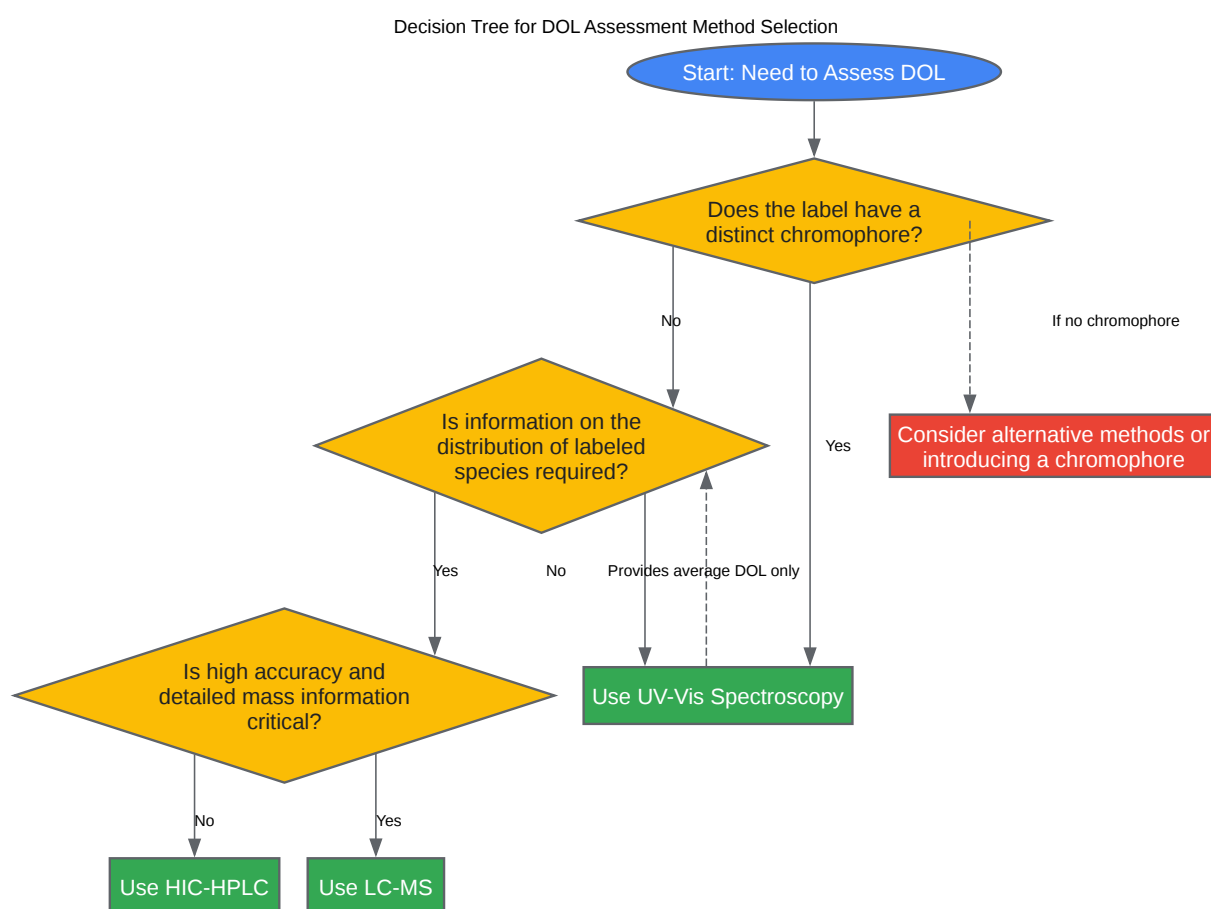 Decision Tree for DOL Assessment Method Selection
Start: Need to Assess DOL
Does the label have a
distinct chromophore?
No
If no chromophore
Is information on the
distribution of labeled
species required?
Yes
Consider alternative methods or
introducing a chromophore
Yes
No
Provides average DOL only
Is high accuracy and
detailed mass information
critical?
Use UV-Vis Spectroscopy
No
Yes
Use HIC-HPLC
Use LC-MS